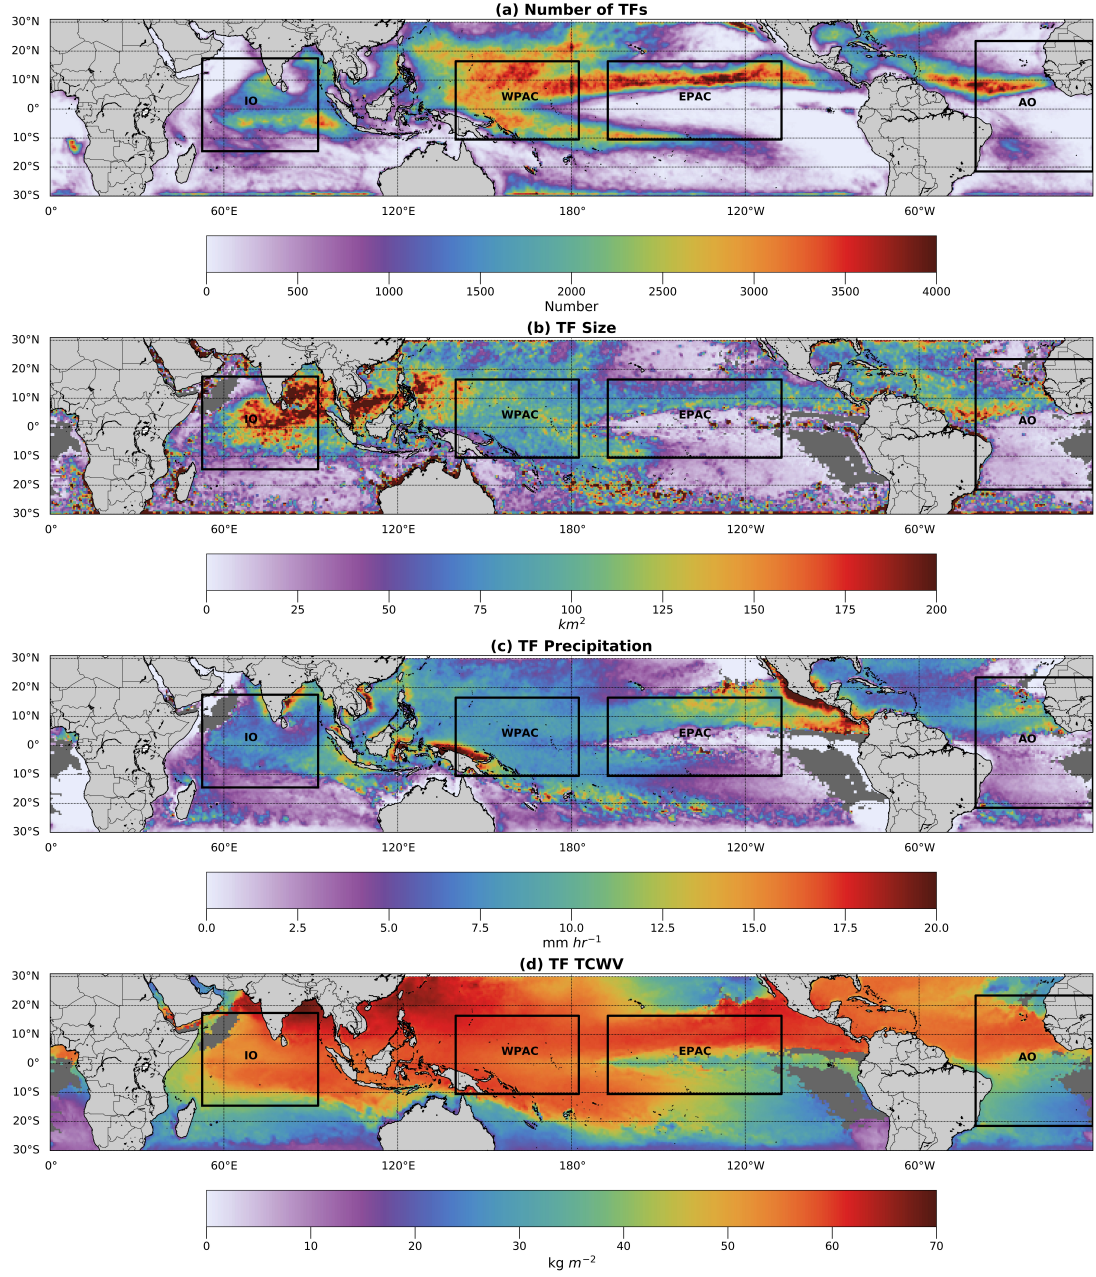 (a) Number of TFs
30°N
20°N
10°N
0°
10°S
20°S
30°S
IO
WPAC
EPAC
AO
0° 60°E 120°E 180° 120°W 60°W
0 500 1000 1500 2000 2500 3000 3500 4000
Number
(b) TF Size
30°N
20°N
10°N
0°
10°S
20°S
30°S
IO
WPAC
EPAC
AO
0° 60°E 120°E 180° 120°W 60°W
0 25 50 75 100 125 150 175 200
km²
(c) TF Precipitation
30°N
20°N
10°N
0°
10°S
20°S
30°S
IO
WPAC
EPAC
AO
0° 60°E 120°E 180° 120°W 60°W
0.0 2.5 5.0 7.5 10.0 12.5 15.0 17.5 20.0
mm hr⁻¹
(d) TF TCWV
30°N
20°N
10°N
0°
10°S
20°S
30°S
IO
WPAC
EPAC
AO
0° 60°E 120°E 180° 120°W 60°W
0 10 20 30 40 50 60 70
kg m⁻²